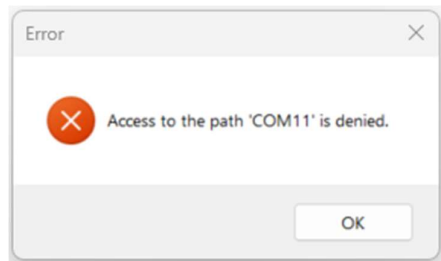 Error
Access to the path 'COM11' is denied.
OK